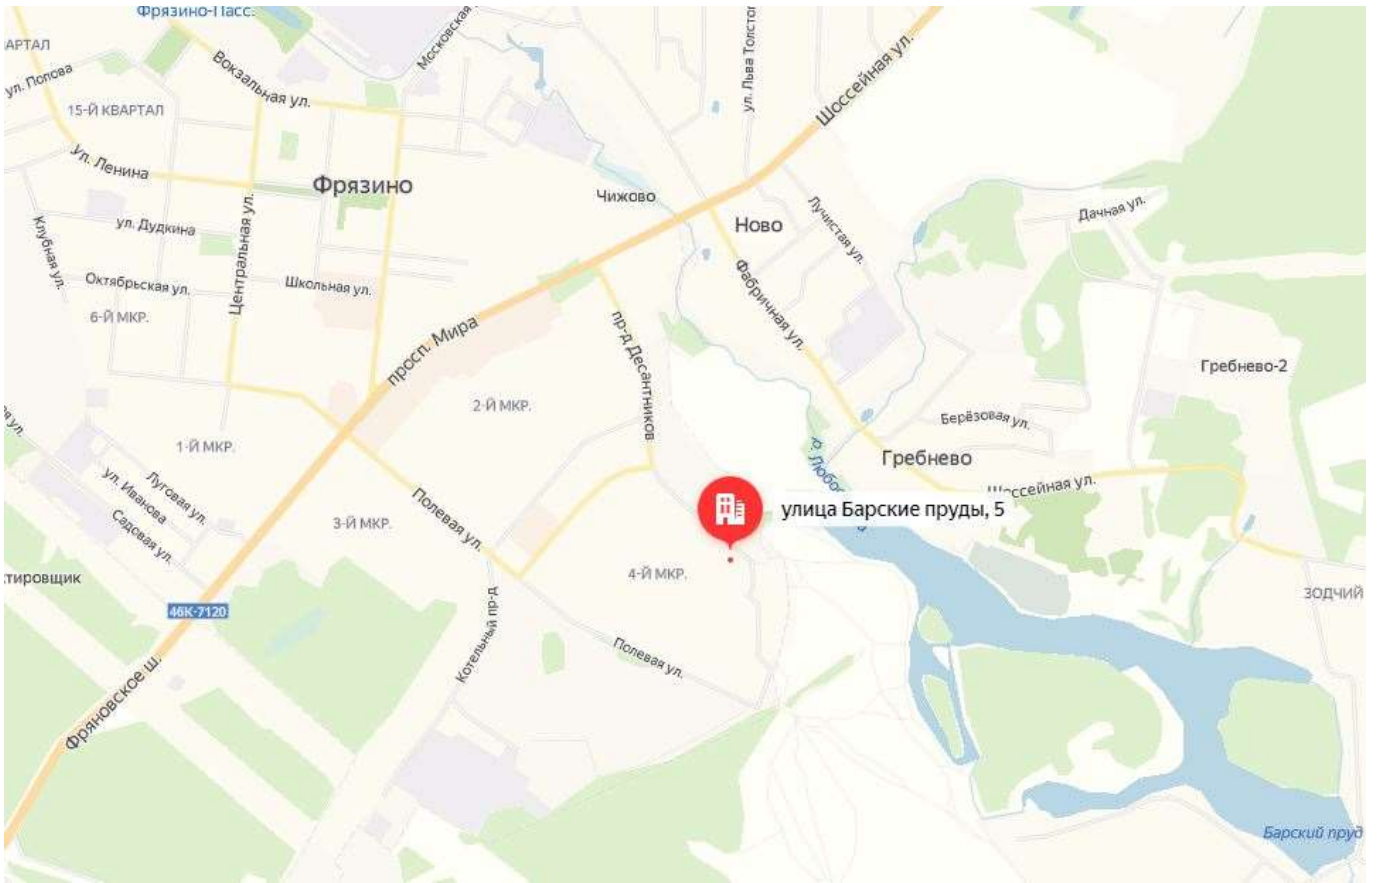 Фрязино-Пасс.
Московская
ул. Льва Толстог
Шоссейная ул.
АРТАЛ
ул. Попова
Вокзальная ул.
15-Й КВАРТАЛ
ул. Ленина
Фрязино
Чижово
Ново
Лучистая ул.
Дачная ул.
Клубная ул.
ул. Дудкина
Центральная ул.
Октябрьская ул.
Школьная ул.
6-Й МКР.
Фабричная ул.
просп. Мира
пр-д Десантников
Гребнево-2
2-Й МКР.
Берёзовая ул.
ая ул.
1-Й МКР.
Гребнево
Луговая ул.
ул. Иванова
Садовая ул.
Полевая ул.
3-Й МКР.
Шоссейная ул.
улица Барские пруды, 5
4-Й МКР.
ктировщик
ЗОДЧИЙ
46К-7120
Котельный пр-д
Полевая ул.
Фряновское ш.
Барский пруд